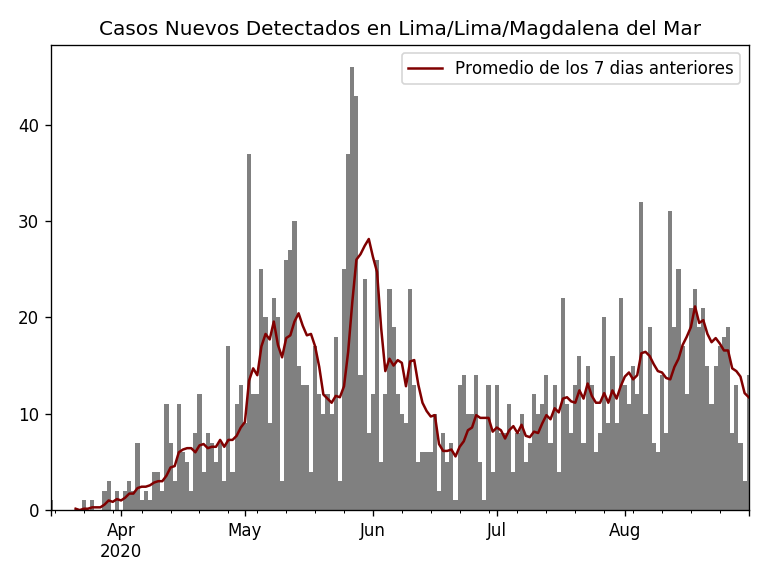 Casos Nuevos Detectados en Lima/Lima/Magdalena del Mar
Promedio de los 7 dias anteriores
40
30
20
10
0
Apr May Jun Jul Aug
2020